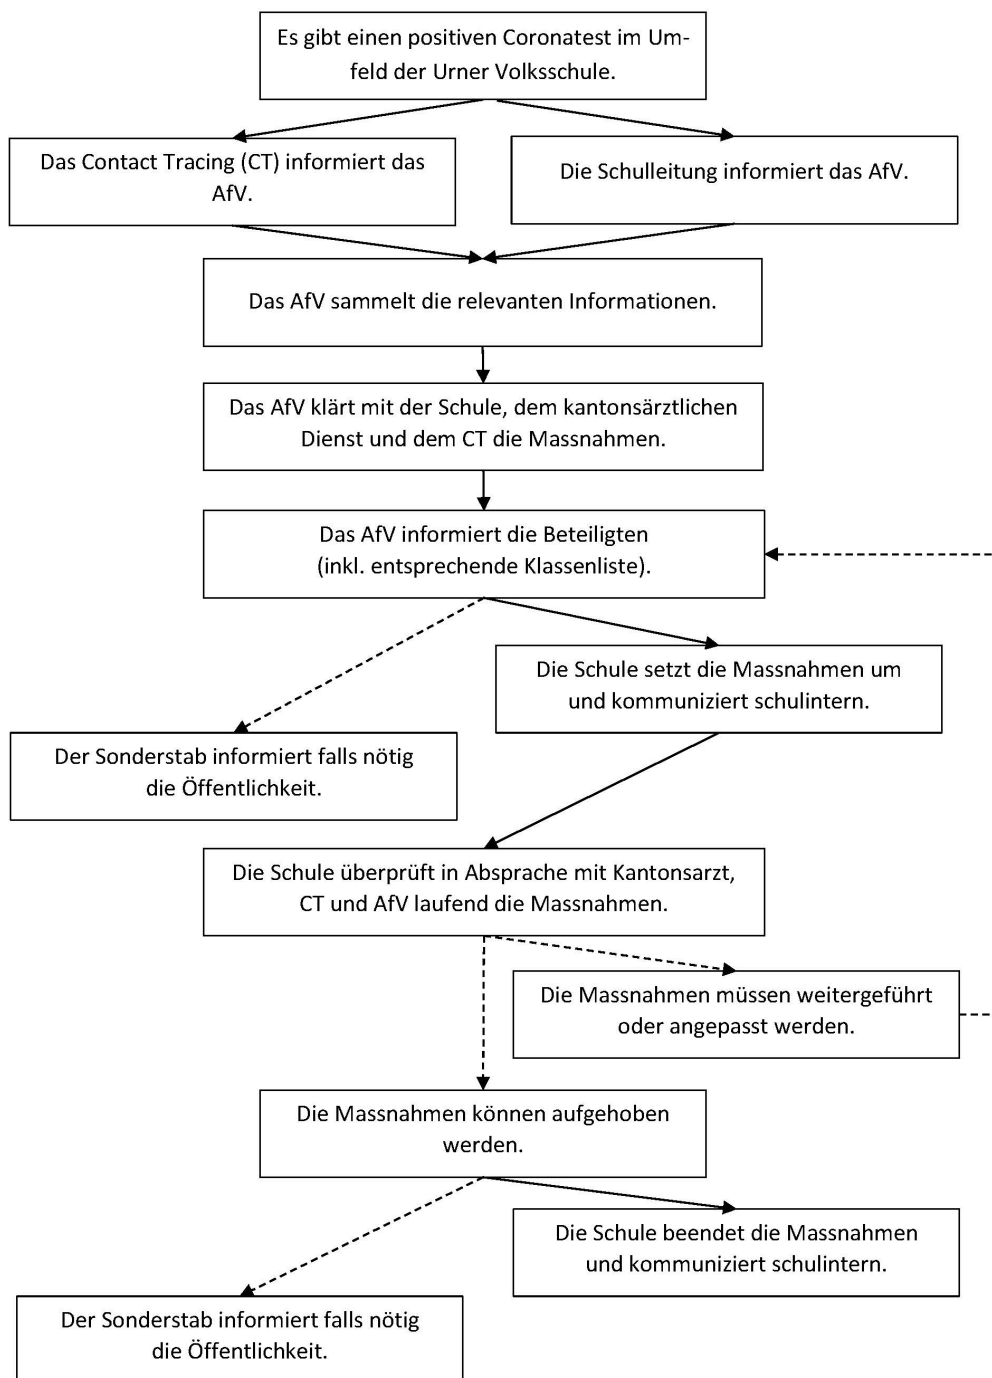 Es gibt einen positiven Coronatest im Um-
feld der Urner Volksschule.
Das Contact Tracing (CT) informiert das
AfV.
Die Schulleitung informiert das AfV.
Das AfV sammelt die relevanten Informationen.
Das AfV klärt mit der Schule, dem kantonsärztlichen
Dienst und dem CT die Massnahmen.
Das AfV informiert die Beteiligten
(inkl. entsprechende Klassenliste).
Die Schule setzt die Massnahmen um
und kommuniziert schulintern.
Der Sonderstab informiert falls nötig
die Öffentlichkeit.
Die Schule überprüft in Absprache mit Kantonsarzt,
CT und AfV laufend die Massnahmen.
Die Massnahmen müssen weitergeführt
oder angepasst werden.
Die Massnahmen können aufgehoben
werden.
Die Schule beendet die Massnahmen
und kommuniziert schulintern.
Der Sonderstab informiert falls nötig
die Öffentlichkeit.